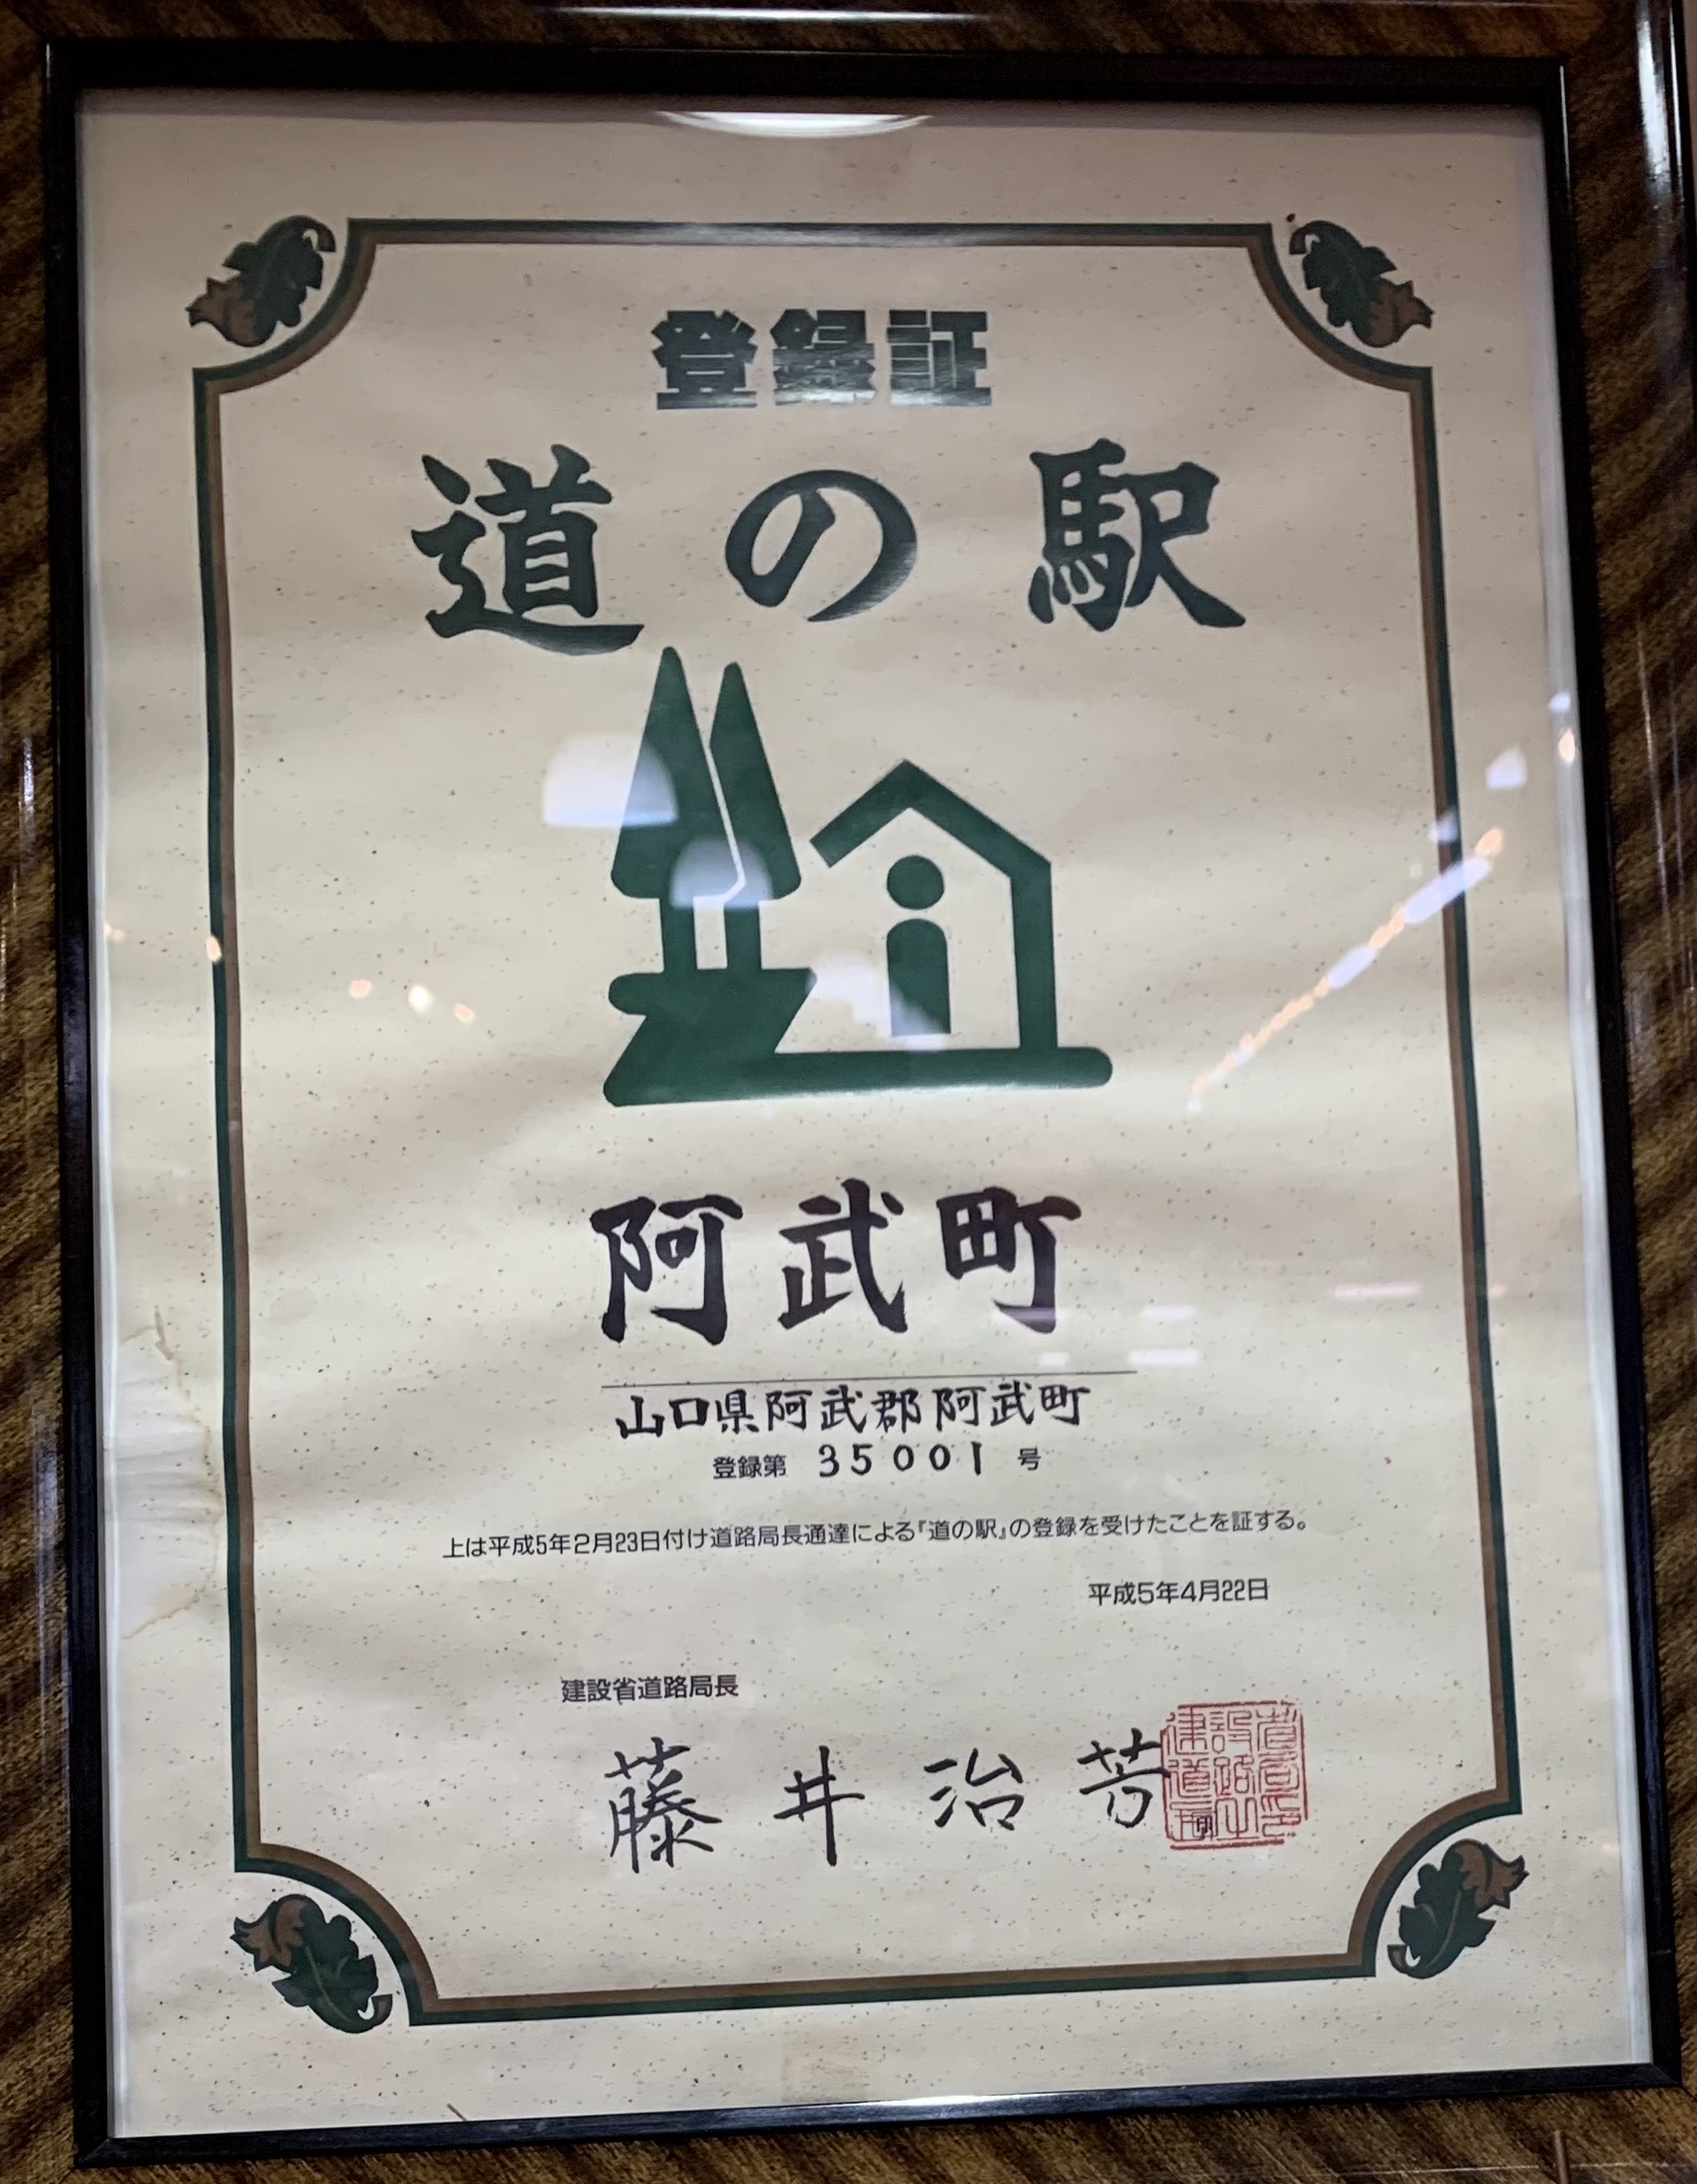 登録証
道の駅
阿武町
山口県阿武郡阿武町
登録第 35001 号
上は平成5年2月23日付け道路局長通達による『道の駅』の登録を受けたことを証する。
平成5年4月22日
建設省道路局長
藤井治芳